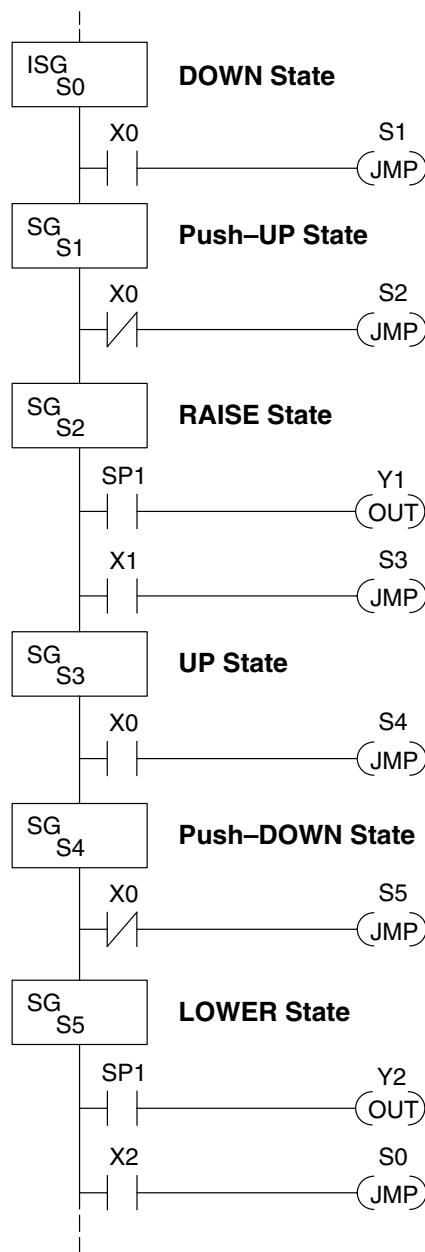 ISG
S0
DOWN State
X0
S1
JMP
SG
S1
Push–UP State
X0
S2
JMP
SG
S2
RAISE State
SP1
Y1
OUT
X1
S3
JMP
SG
S3
UP State
X0
S4
JMP
SG
S4
Push–DOWN State
X0
S5
JMP
SG
S5
LOWER State
SP1
Y2
OUT
X2
S0
JMP